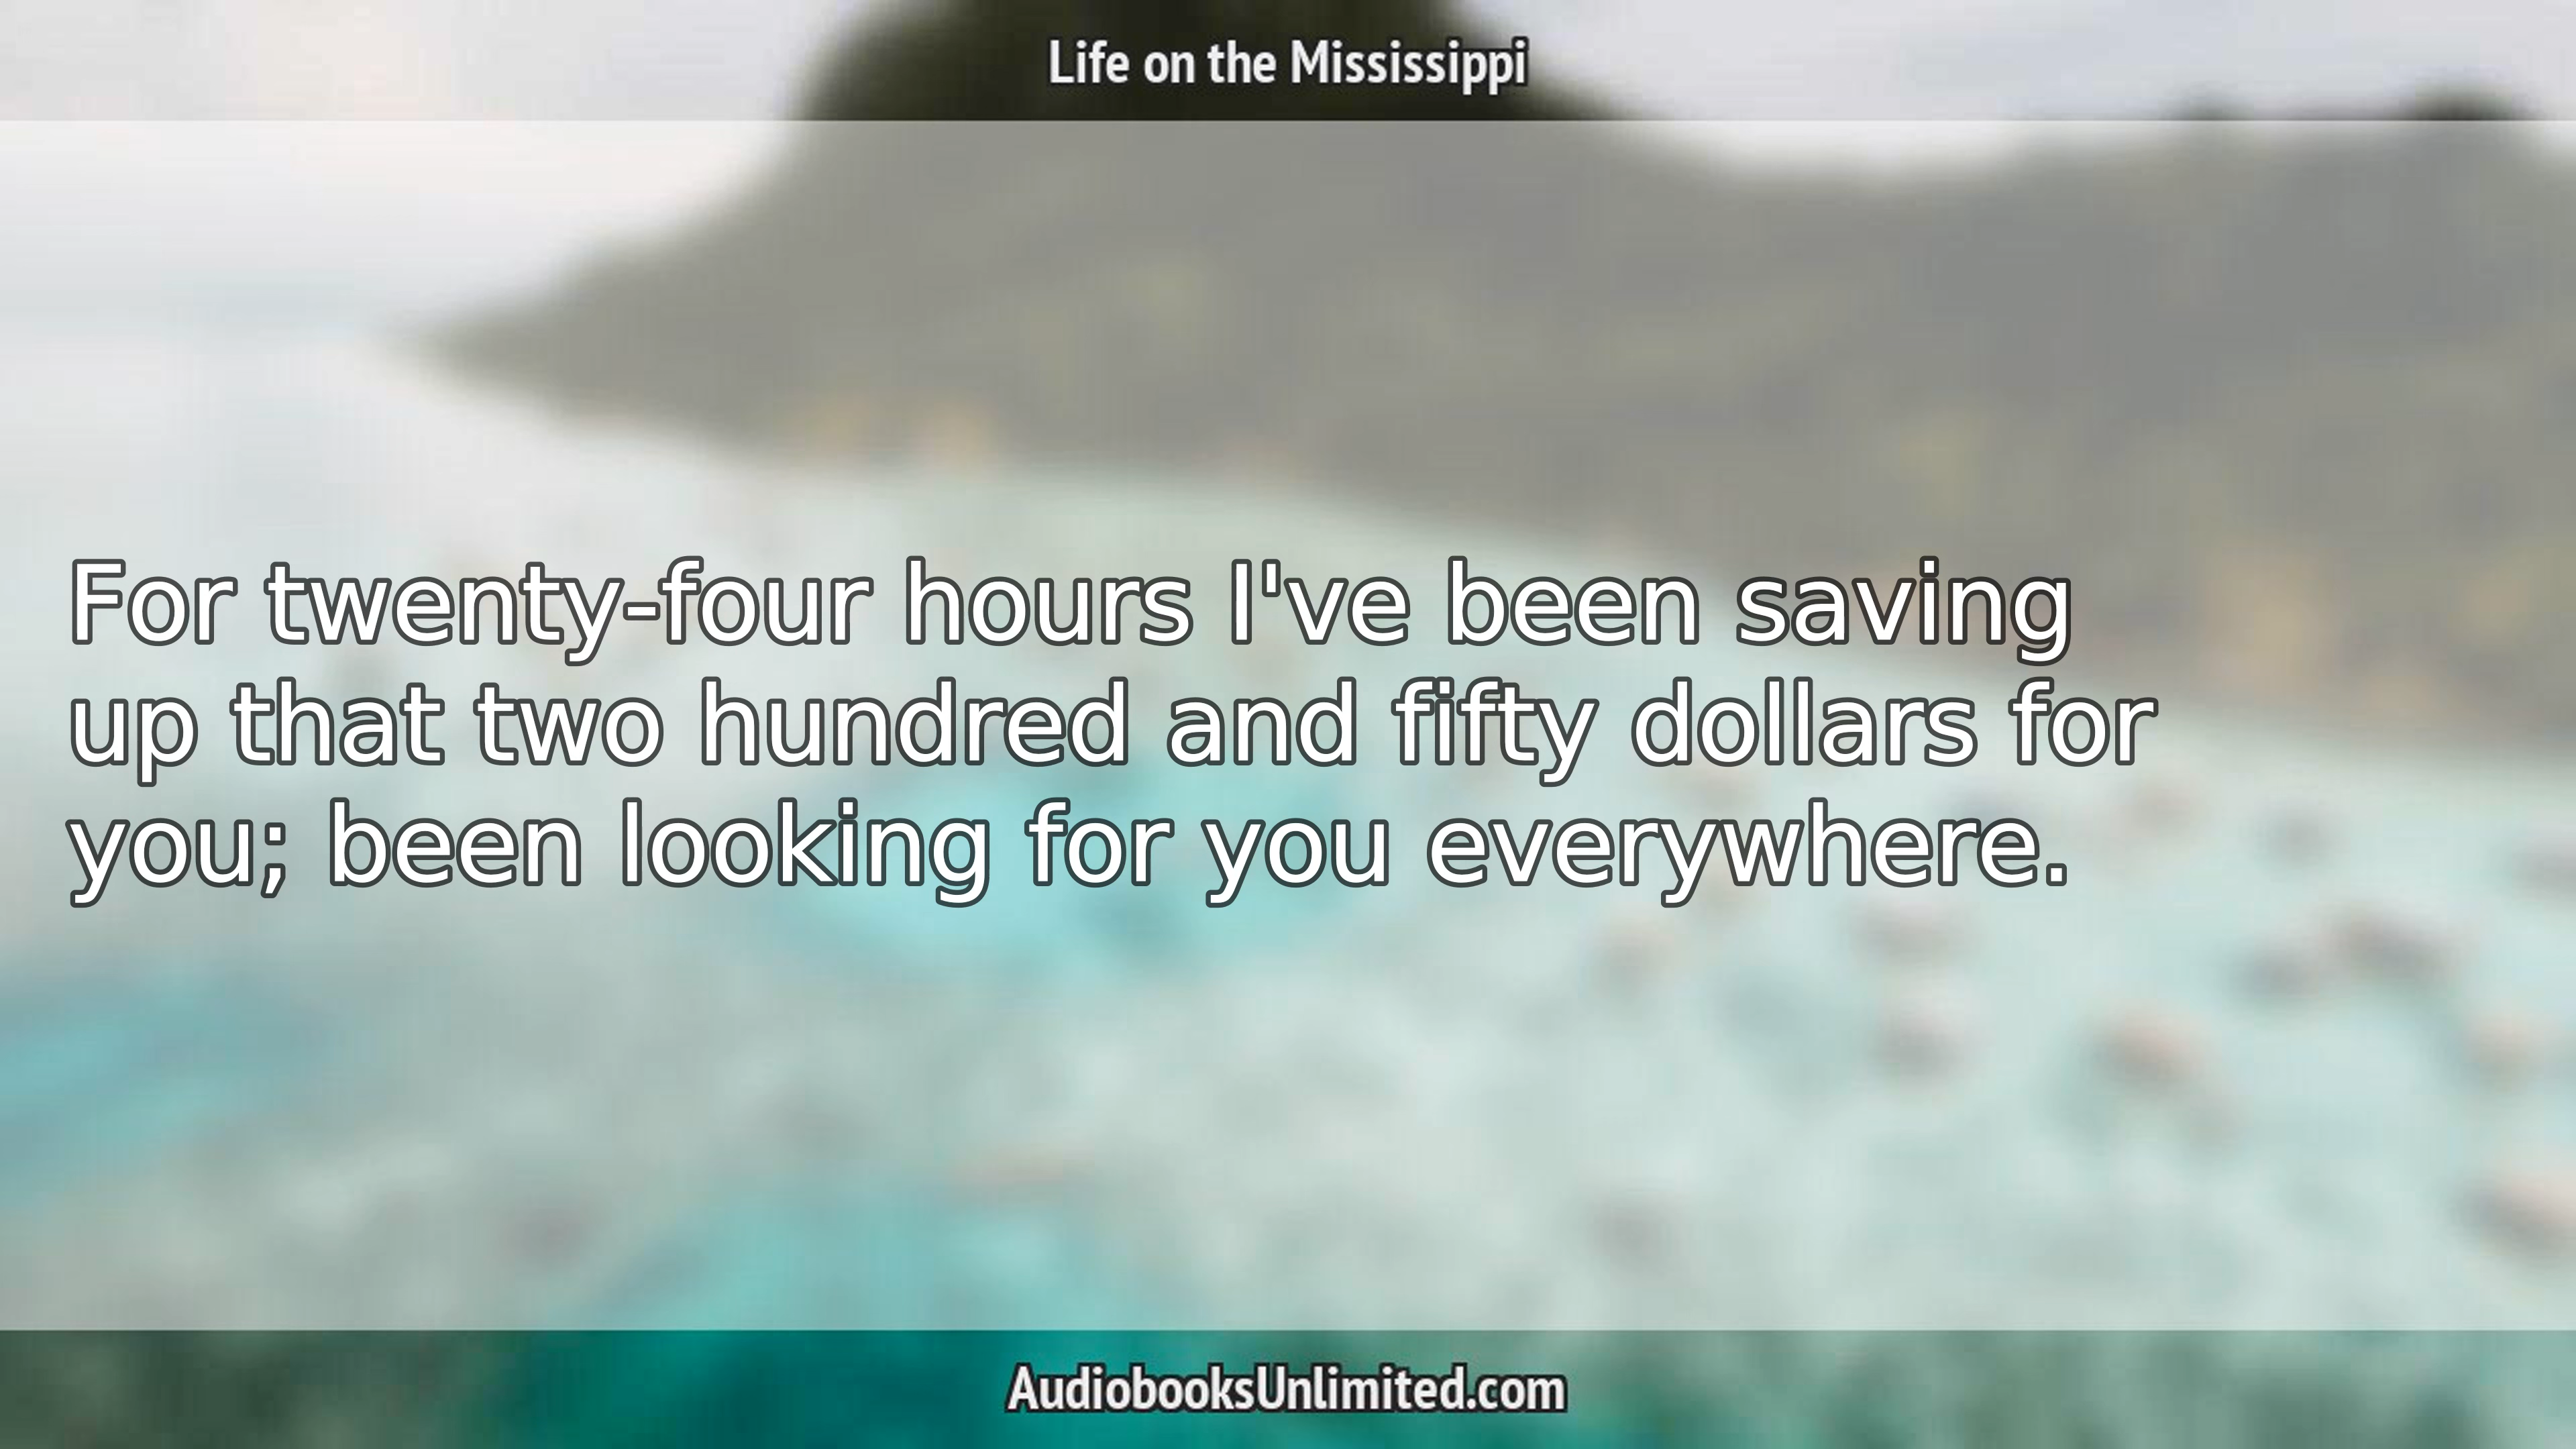 Life on the Mississippi
For twenty-four hours I've been saving
up that two hundred and fifty dollars for
you; been looking for you everywhere.
AudiobooksUnlimited.com